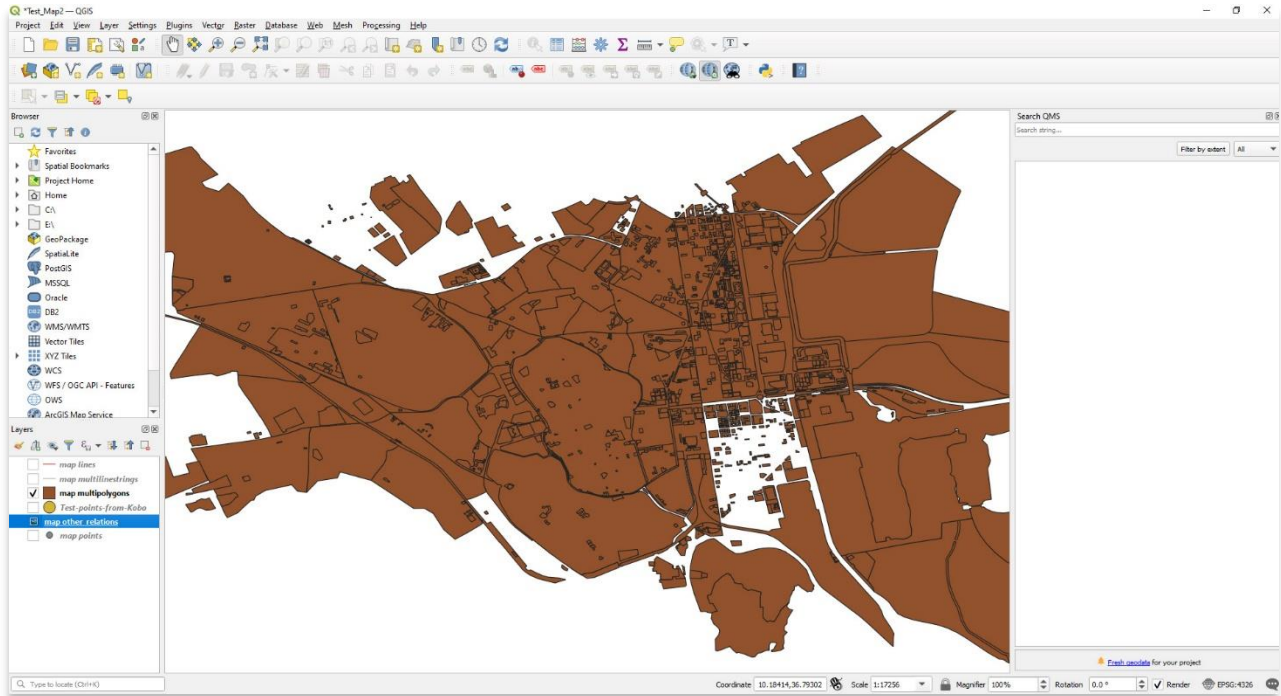 *Test_Map2 — QGIS
Project Edit View Layer Settings Plugins Vector Raster Database Web Mesh Processing Help
Browser
Favorites
Spatial Bookmarks
Project Home
Home
C:\
E:\
GeoPackage
SpatiaLite
PostGIS
MSSQL
Oracle
DB2
WMS/WMTS
Vector Tiles
XYZ Tiles
WCS
WFS / OGC API - Features
OWS
ArcGIS Map Service
Layers
map lines
map multilinestrings
map multipolygons
Test-points-from-Kobo
map other_relations
map points
Search QMS
Search string...
Filter by extent All
Fresh geodata for your project
Type to locate (Ctrl+K) Coordinate 10.18414,36.79302 Scale 1:17256 Magnifier 100% Rotation 0.0 ° Render EPSG:4326